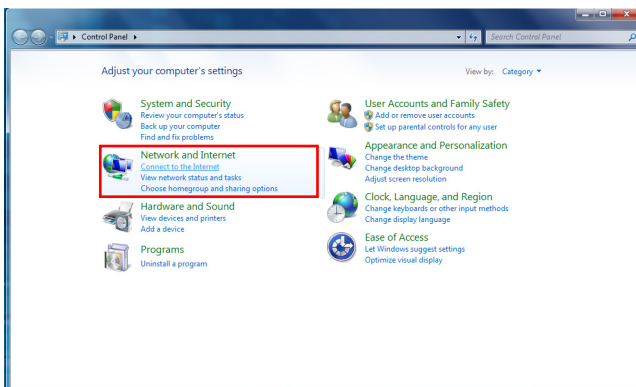 Control Panel
Search Control Panel
Adjust your computer's settings
View by: Category
System and Security
Review your computer's status
Back up your computer
Find and fix problems
Network and Internet
Connect to the Internet
View network status and tasks
Choose homegroup and sharing options
Hardware and Sound
View devices and printers
Add a device
Programs
Uninstall a program
User Accounts and Family Safety
Add or remove user accounts
Set up parental controls for any user
Appearance and Personalization
Change the theme
Change desktop background
Adjust screen resolution
Clock, Language, and Region
Change keyboards or other input methods
Change display language
Ease of Access
Let Windows suggest settings
Optimize visual display